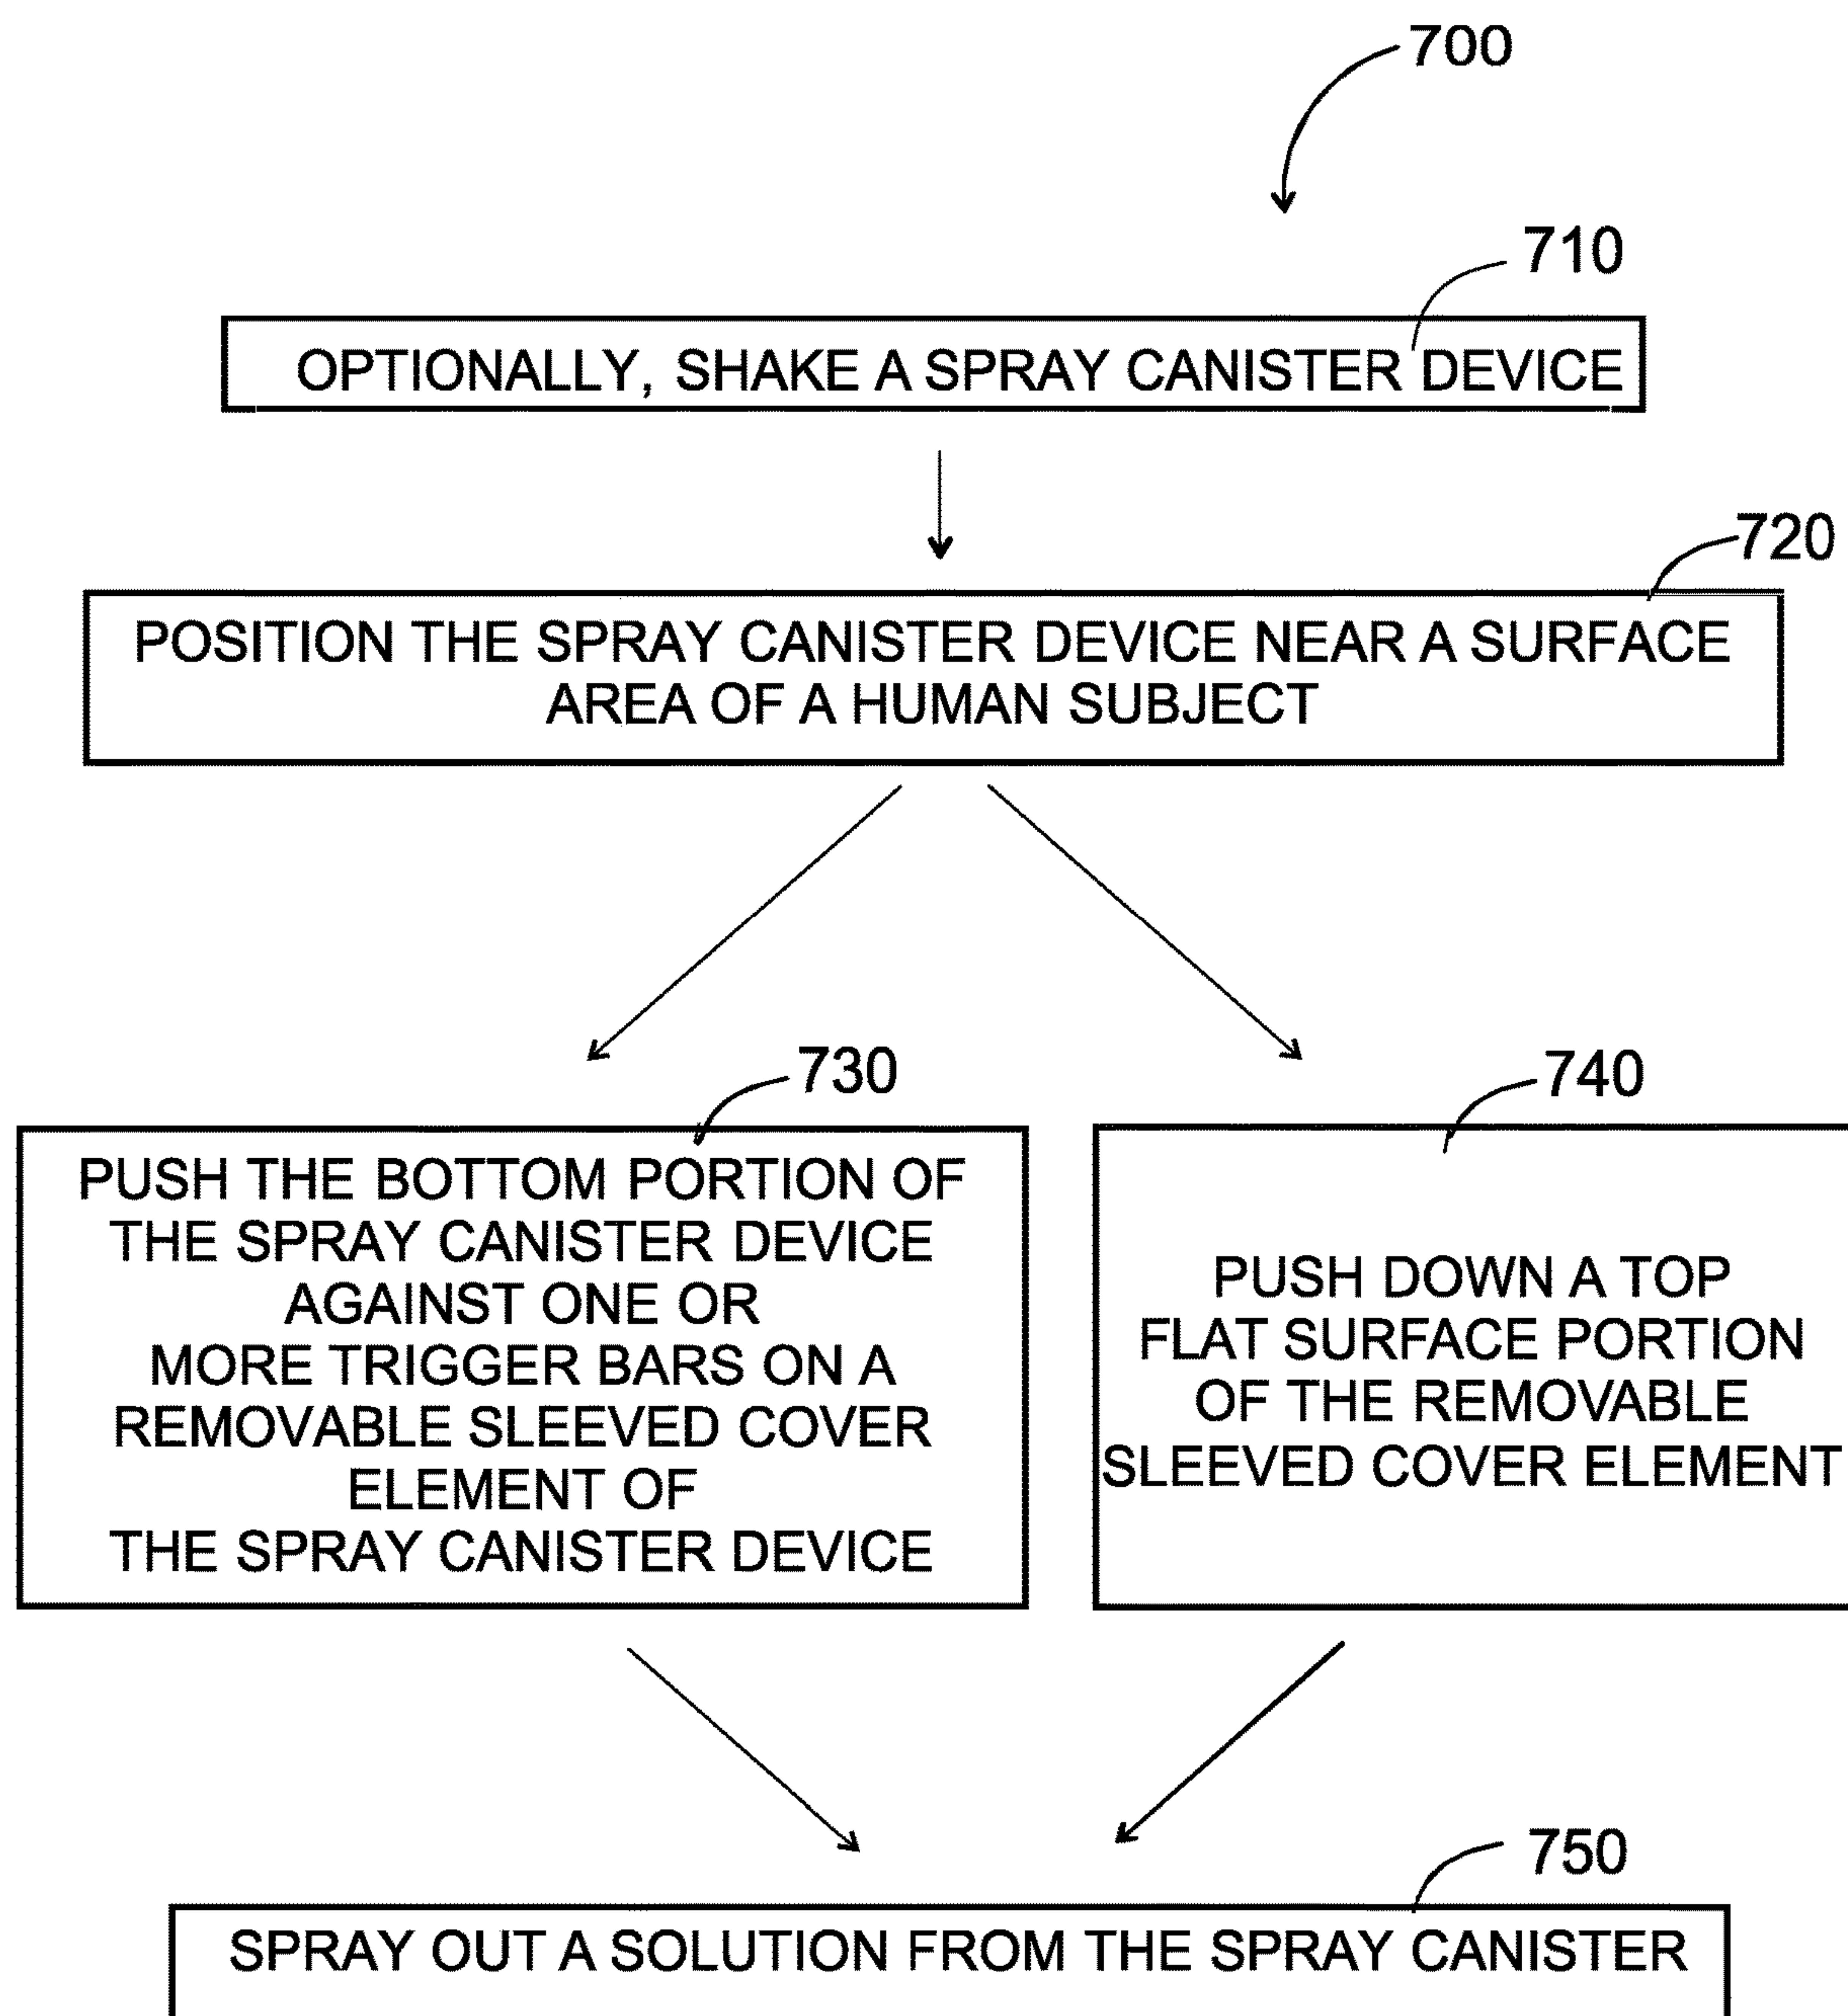 700
710
OPTIONALLY, SHAKE A SPRAY CANISTER DEVICE
720
POSITION THE SPRAY CANISTER DEVICE NEAR A SURFACE
AREA OF A HUMAN SUBJECT
730
PUSH THE BOTTOM PORTION OF
THE SPRAY CANISTER DEVICE
AGAINST ONE OR
MORE TRIGGER BARS ON A
REMOVABLE SLEEVED COVER
ELEMENT OF
THE SPRAY CANISTER DEVICE
740
PUSH DOWN A TOP
FLAT SURFACE PORTION
OF THE REMOVABLE
SLEEVED COVER ELEMENT
750
SPRAY OUT A SOLUTION FROM THE SPRAY CANISTER